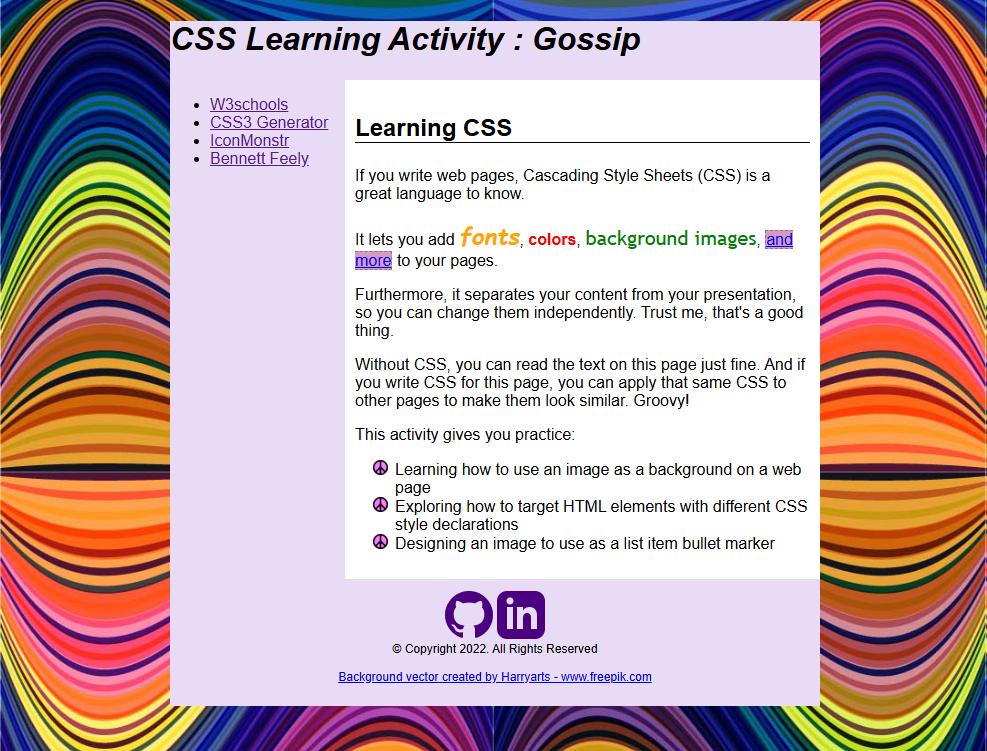 CSS Learning Activity : Gossip
W3schools
CSS3 Generator
IconMonstr
Bennett Feely
Learning CSS
If you write web pages, Cascading Style Sheets (CSS) is a
great language to know.
It lets you add fonts, colors, background images, and
more to your pages.
Furthermore, it separates your content from your presentation,
so you can change them independently. Trust me, that's a good
thing.
Without CSS, you can read the text on this page just fine. And if
you write CSS for this page, you can apply that same CSS to
other pages to make them look similar. Groovy!
This activity gives you practice:
Learning how to use an image as a background on a web
page
Exploring how to target HTML elements with different CSS
style declarations
Designing an image to use as a list item bullet marker
in
© Copyright 2022. All Rights Reserved
Background vector created by Harryarts - www.freepik.com